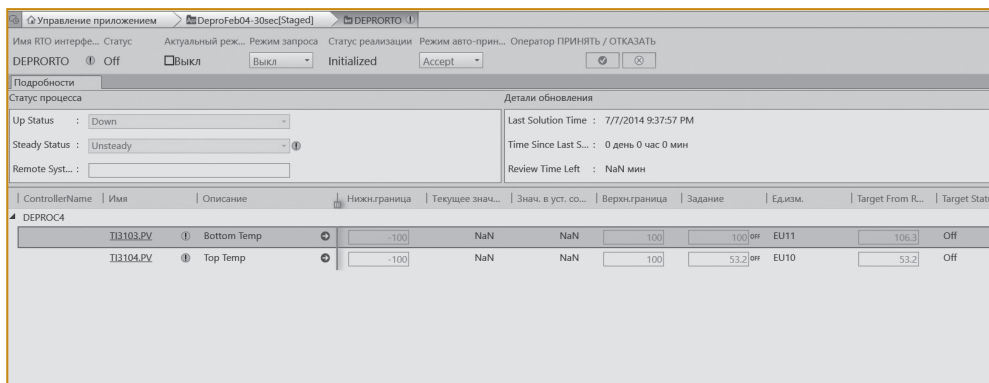 Управление приложением DeproFeb04-30sec[Staged] DEPRORTO
Имя RTO интерфе... Статус Актуальный реж... Режим запроса Статус реализации Режим авто-прин... Оператор ПРИНЯТЬ / ОТКАЗАТЬ
DEPRORTO Off Выкл Выкл Initialized Accept
Подробности
Статус процесса Детали обновления
Up Status : Down Last Solution Time : 7/7/2014 9:37:57 PM
Steady Status : Unsteady Time Since Last S... : 0 день 0 час 0 мин
Remote Syst... : Review Time Left : NaN мин
ControllerName Имя Описание Нижн.граница Текущее знач... Знач. в уст. со... Верхн.граница Задание Ед.изм. Target From R... Target Statu
DEPROC4
TI3103.PV Bottom Temp -100 NaN NaN 100 100 OFF EU11 106.3 Off
TI3104.PV Top Temp -100 NaN NaN 100 53.2 OFF EU10 53.2 Off